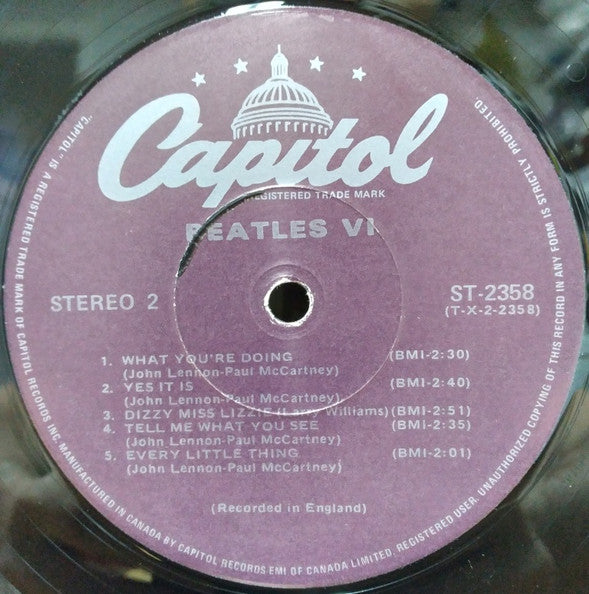 Capitol
REGISTERED TRADE MARK
BEATLES VI
STEREO 2
ST-2358
(T-X-2-2358)
1. WHAT YOU'RE DOING (BMI-2:30)
(John Lennon-Paul McCartney)
2. YES IT IS (BMI-2:40)
(John Lennon-Paul McCartney)
3. DIZZY MISS LIZZIE (Larry Williams) (BMI-2:51)
4. TELL ME WHAT YOU SEE (BMI-2:35)
(John Lennon-Paul McCartney)
5. EVERY LITTLE THING (BMI-2:01)
(John Lennon-Paul McCartney)
(Recorded in England)
"CAPITOL" IS A REGISTERED TRADE MARK OF CAPITOL RECORDS INC. MANUFACTURED IN CANADA BY CAPITOL RECORDS EMI OF CANADA LIMITED, REGISTERED USER. UNAUTHORIZED COPYING OF THIS RECORD IN ANY FORM IS STRICTLY PROHIBITED